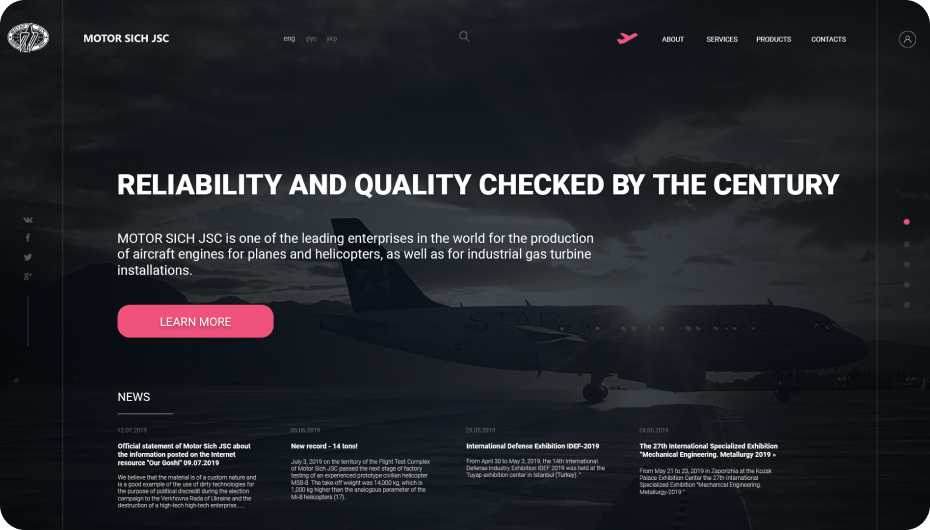 MOTOR SICH JSC
eng рус укр
ABOUT SERVICES PRODUCTS CONTACTS
RELIABILITY AND QUALITY CHECKED BY THE CENTURY
MOTOR SICH JSC is one of the leading enterprises in the world for the production
of aircraft engines for planes and helicopters, as well as for industrial gas turbine
installations.
LEARN MORE
STAR ALLIANCE
NEWS
12.07.2019
Official statement of Motor Sich JSC about
the information posted on the Internet
resource "Our Goshi" 09.07.2019
We believe that the material is of a custom nature and
is a good example of the use of dirty technologies for
the purpose of political discredit during the election
campaign to the Verkhovna Rada of Ukraine and the
destruction of a high-tech high-tech enterprise.....
05.06.2019
New record - 14 tons!
July 3, 2019 on the territory of the Flight Test Complex
of Motor Sich JSC passed the next stage of factory
testing of an experienced prototype civilian helicopter
MSB-8. The take-off weight was 14,000 kg, which is
1,000 kg higher than the analogous parameter of the
Mi-8 helicopters (17).
29.05.2019
International Defense Exhibition IDEF-2019
From April 30 to May 3, 2019, the 14th International
Defense Industry Exhibition IDEF 2019 was held at the
Tuyap exhibition center in Istanbul (Turkey). "
24.05.2019
The 27th International Specialized Exhibition
"Mechanical Engineering. Metallurgy 2019 »
From May 21 to 23, 2019 in Zaporizhia at the Kozak
Palace Exhibition Center the 27th International
Specialized Exhibition "Mechanical Engineering.
Metallurgy-2019 "